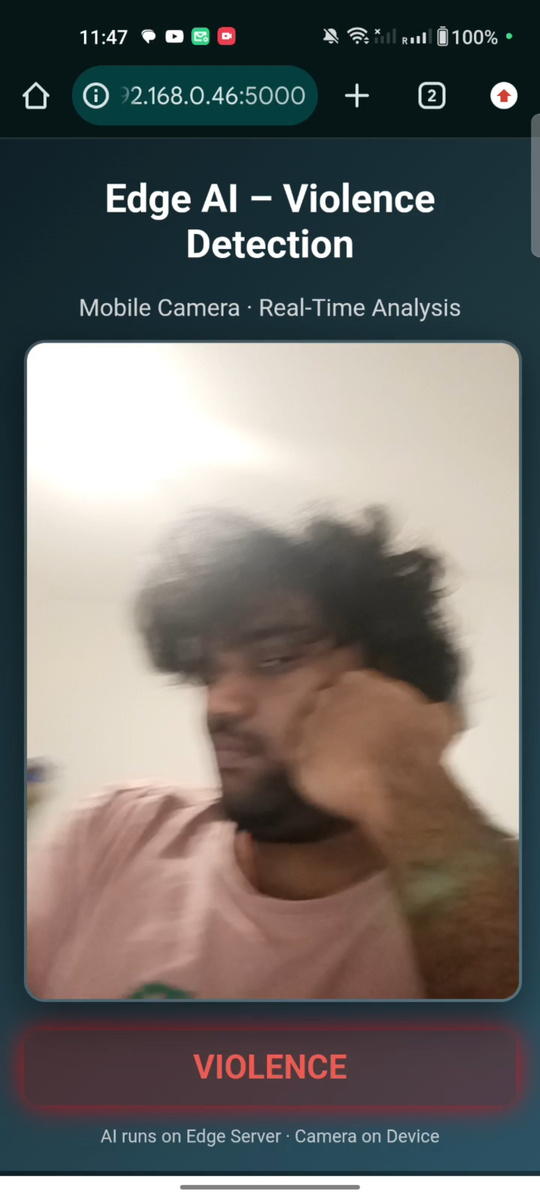 11:47
R
100%
2.168.0.46:5000
2
Edge AI – Violence
Detection
Mobile Camera · Real-Time Analysis
VIOLENCE
AI runs on Edge Server · Camera on Device